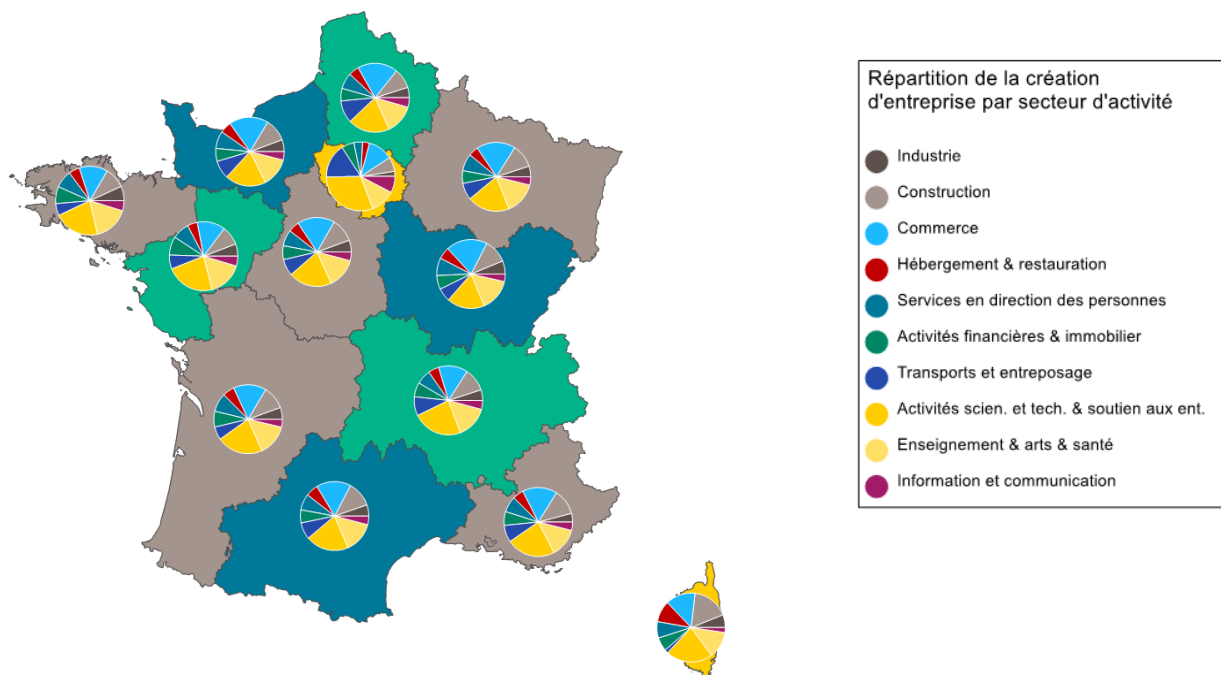 Répartition de la création
d'entreprise par secteur d'activité
Industrie
Construction
Commerce
Hébergement & restauration
Services en direction des personnes
Activités financières & immobilier
Transports et entreposage
Activités scien. et tech. & soutien aux ent.
Enseignement & arts & santé
Information et communication